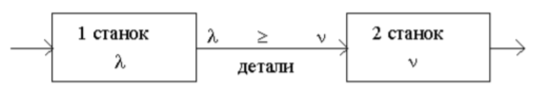 1 станок
λ
λ ≥ ν
детали
2 станок
ν